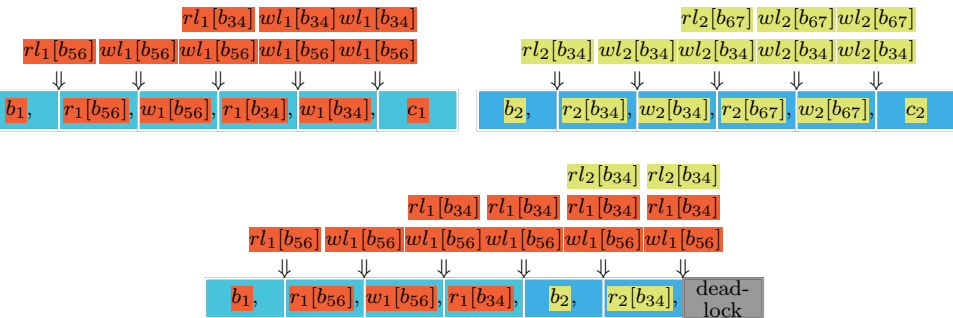 rl₁[b₃₄] wl₁[b₃₄] wl₁[b₃₄]
rl₁[b₅₆] wl₁[b₅₆] wl₁[b₅₆] wl₁[b₅₆] wl₁[b₅₆]
⇓ ⇓ ⇓ ⇓ ⇓
b₁, r₁[b₅₆], w₁[b₅₆], r₁[b₃₄], w₁[b₃₄], c₁
rl₂[b₆₇] wl₂[b₆₇] wl₂[b₆₇]
rl₂[b₃₄] wl₂[b₃₄] wl₂[b₃₄] wl₂[b₃₄] wl₂[b₃₄]
⇓ ⇓ ⇓ ⇓ ⇓
b₂, r₂[b₃₄], w₂[b₃₄], r₂[b₆₇], w₂[b₆₇], c₂
rl₂[b₃₄] rl₂[b₃₄]
rl₁[b₃₄] rl₁[b₃₄] rl₁[b₃₄] rl₁[b₃₄]
rl₁[b₅₆] wl₁[b₅₆] wl₁[b₅₆] wl₁[b₅₆] wl₁[b₅₆] wl₁[b₅₆]
⇓ ⇓ ⇓ ⇓ ⇓ ⇓
b₁, r₁[b₅₆], w₁[b₅₆], r₁[b₃₄], b₂, r₂[b₃₄], dead-
lock